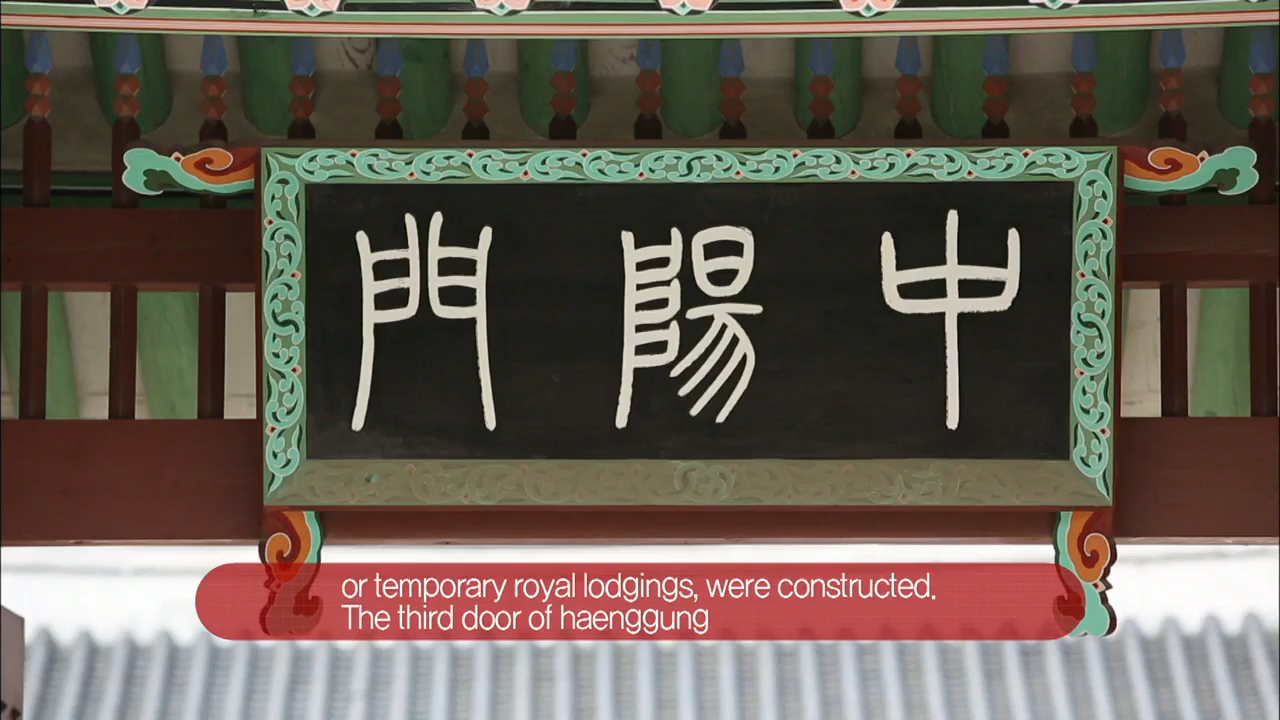 中陽門
or temporary royal lodgings, were constructed.
The third door of haenggung